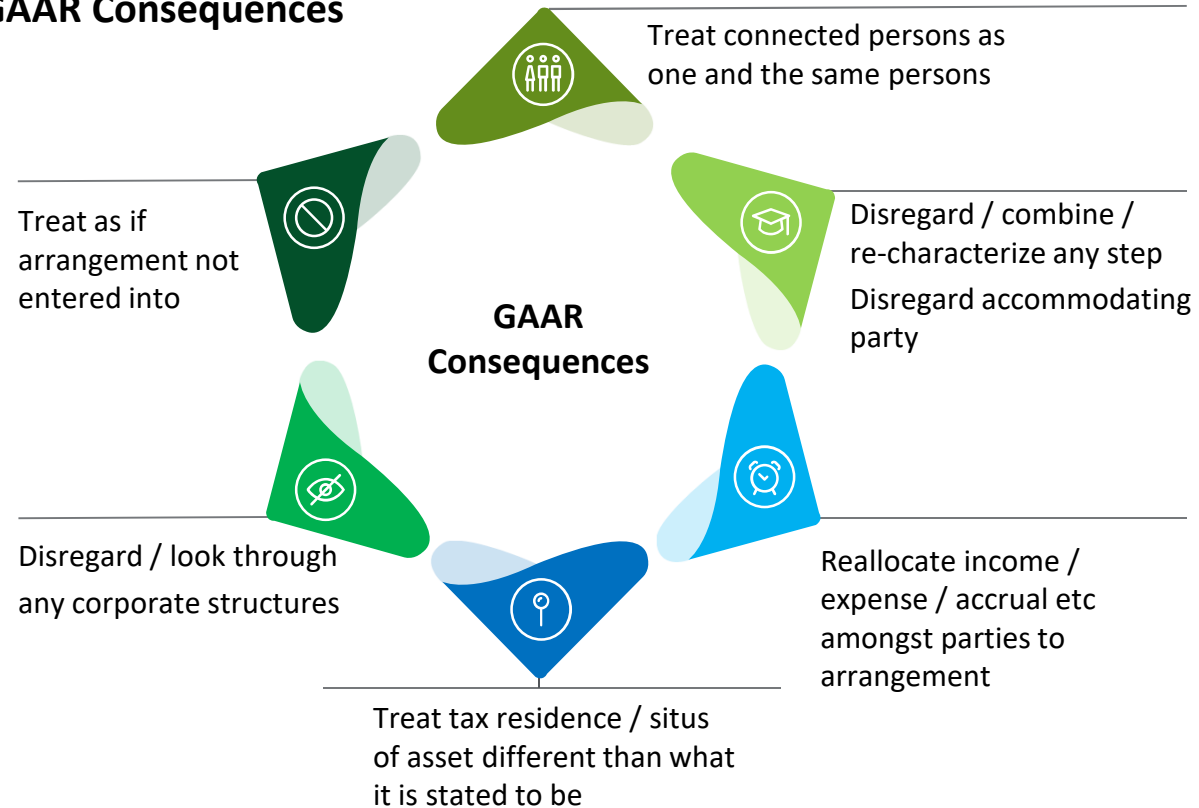 GAAR Consequences
Treat connected persons as
one and the same persons
Disregard / combine /
re-characterize any step
Disregard accommodating
party
Reallocate income /
expense / accrual etc
amongst parties to
arrangement
Treat tax residence / situs
of asset different than what
it is stated to be
Disregard / look through
any corporate structures
Treat as if
arrangement not
entered into
GAAR
Consequences